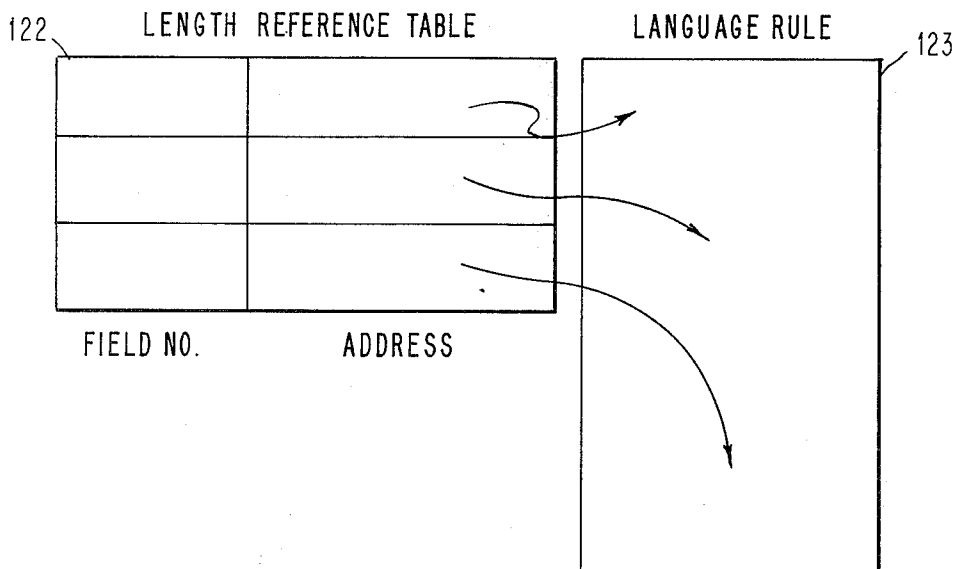 LENGTH REFERENCE TABLE
LANGUAGE RULE
122
123
FIELD NO.
ADDRESS